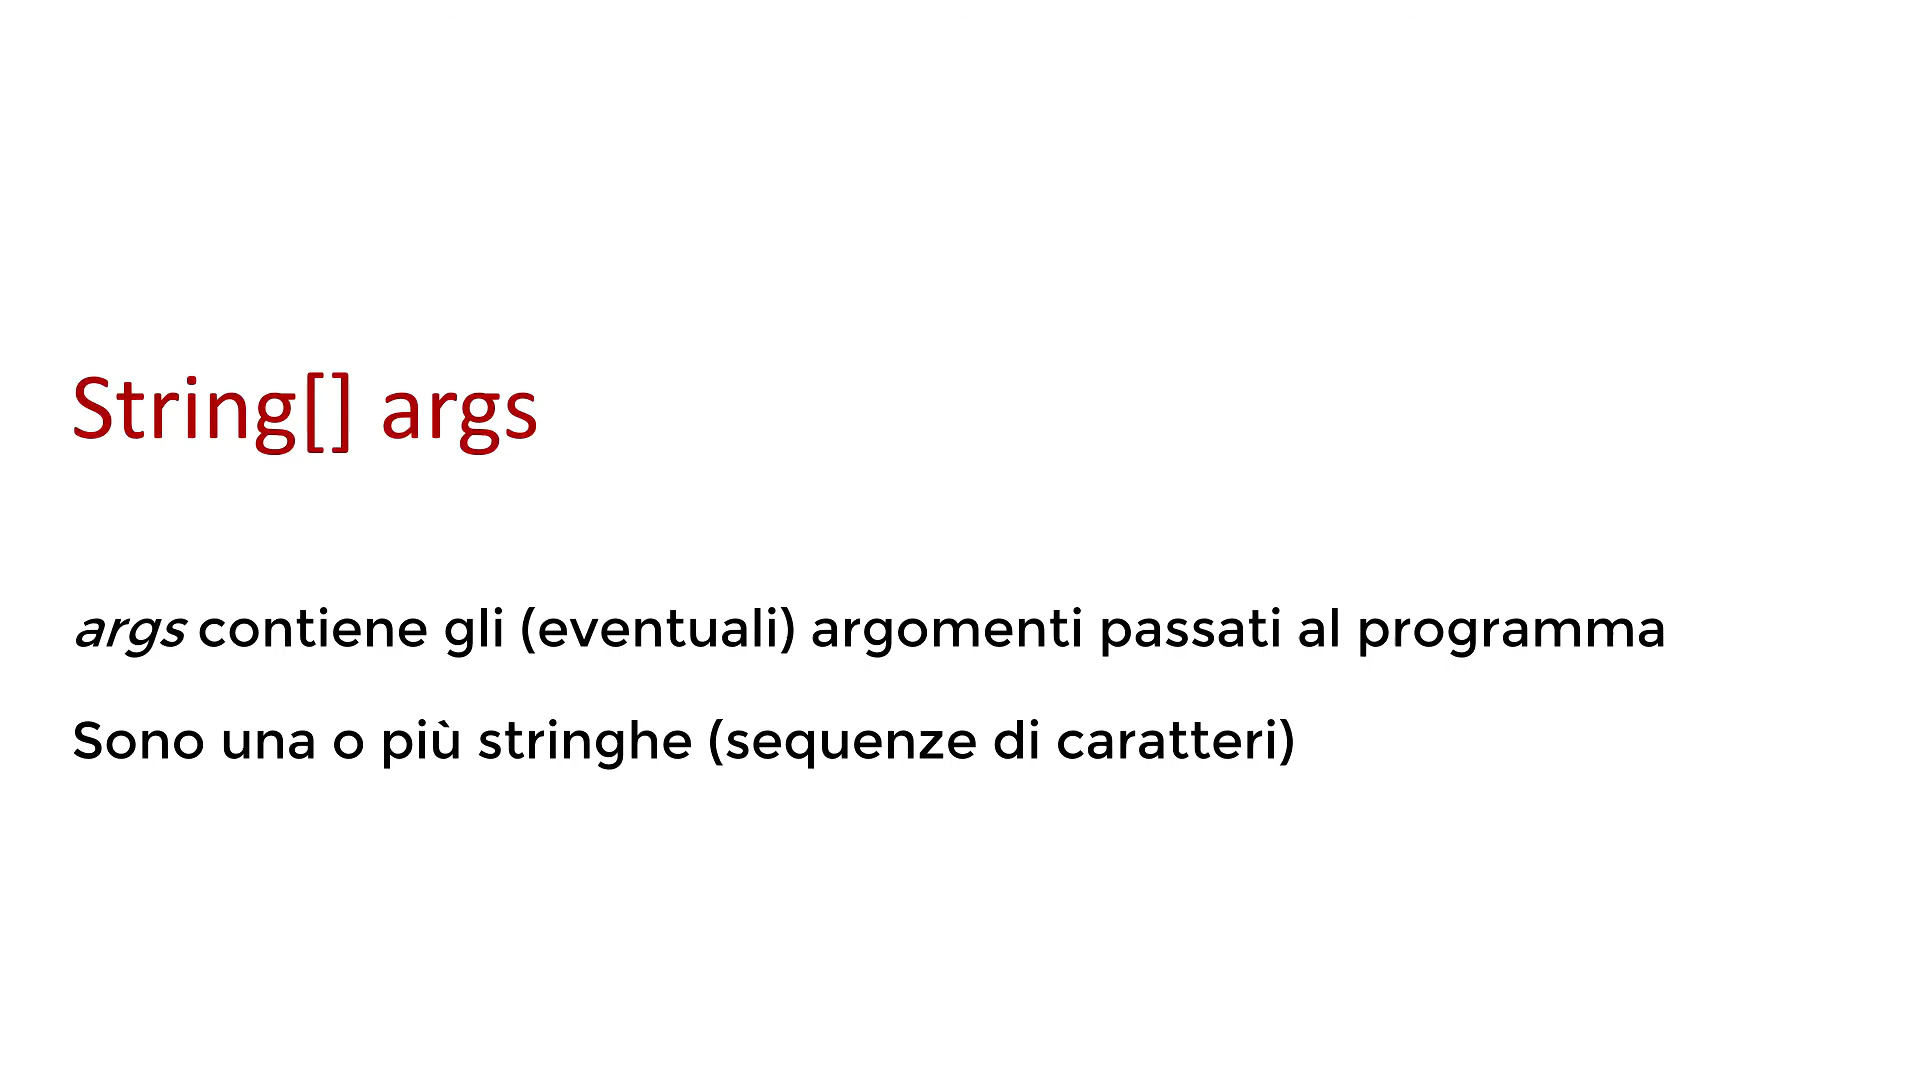 String[] args
args contiene gli (eventuali) argomenti passati al programma
Sono una o più stringhe (sequenze di caratteri)